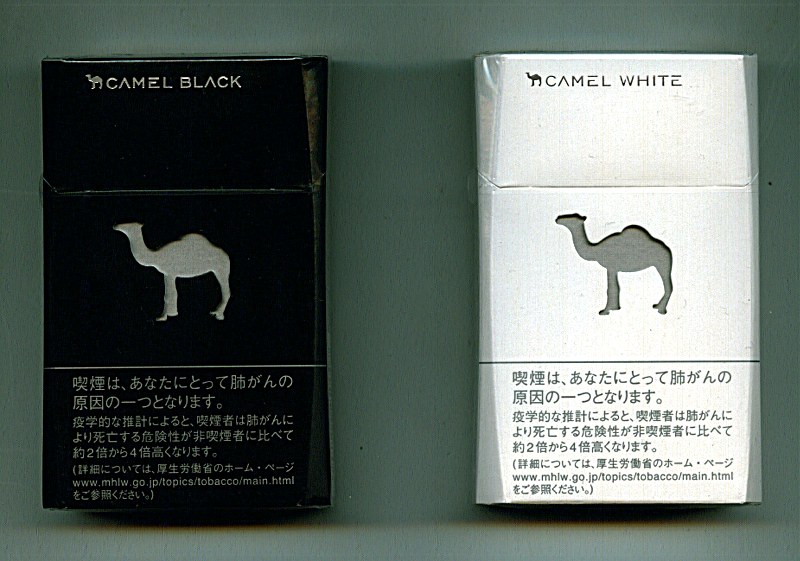 CAMEL BLACK
喫煙は、あなたにとって肺がんの
原因の一つとなります。
疫学的な推計によると、喫煙者は肺がんに
より死亡する危険性が非喫煙者に比べて
約2倍から4倍高くなります。
(詳細については、厚生労働省のホーム・ページ
www.mhlw.go.jp/topics/tobacco/main.html
をご参照ください。)
CAMEL WHITE
喫煙は、あなたにとって肺がんの
原因の一つとなります。
疫学的な推計によると、喫煙者は肺がんに
より死亡する危険性が非喫煙者に比べて
約2倍から4倍高くなります。
(詳細については、厚生労働省のホーム・ページ
www.mhlw.go.jp/topics/tobacco/main.html
をご参照ください。)